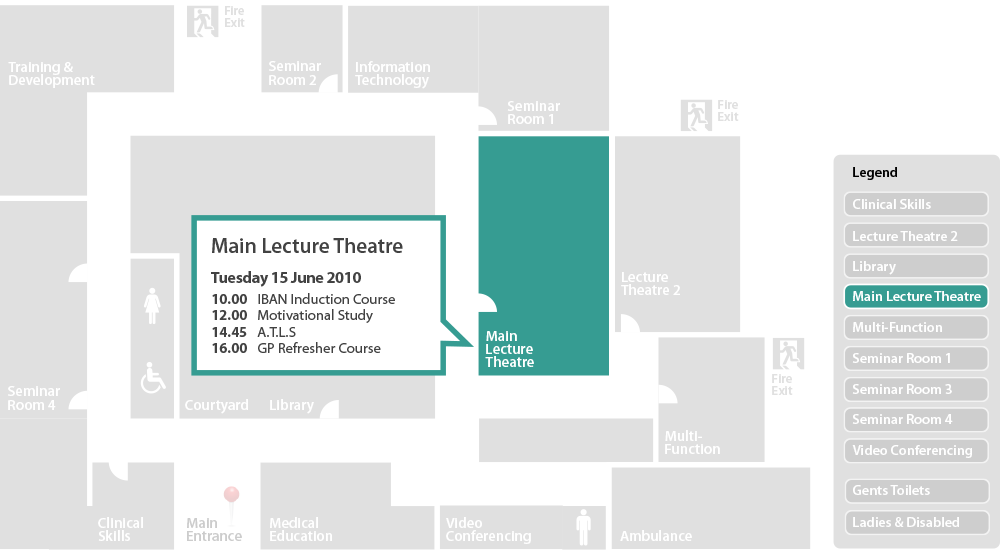 Fire
Exit
Training &
Development
Seminar
Room 2
Information
Technology
Seminar
Room 1
Fire
Exit
Main Lecture Theatre
Tuesday 15 June 2010
10.00 IBAN Induction Course
12.00 Motivational Study
14.45 A.T.L.S
16.00 GP Refresher Course
Main
Lecture
Theatre
Lecture
Theatre 2
Seminar
Room 4
Courtyard
Library
Fire
Exit
Multi-
Function
Clinical
Skills
Main
Entrance
Medical
Education
Video
Conferencing
Ambulance
Legend
Clinical Skills
Lecture Theatre 2
Library
Main Lecture Theatre
Multi-Function
Seminar Room 1
Seminar Room 3
Seminar Room 4
Video Conferencing
Gents Toilets
Ladies & Disabled